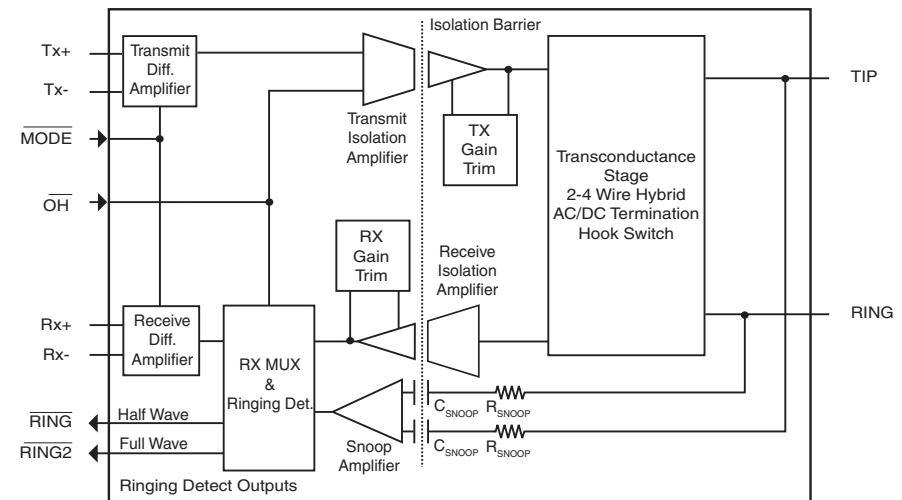 Isolation Barrier
Tx+
Tx-
MODE
OH
Transmit
Diff.
Amplifier
Transmit
Isolation
Amplifier
TX
Gain
Trim
Transconductance
Stage
2-4 Wire Hybrid
AC/DC Termination
Hook Switch
TIP
RING
RX
Gain
Trim
Receive
Isolation
Amplifier
Rx+
Rx-
Receive
Diff.
Amplifier
RX MUX
&
Ringing Det.
CSNOOP RSNOOP
CSNOOP RSNOOP
Snoop
Amplifier
RING
Half Wave
RING2
Full Wave
Ringing Detect Outputs